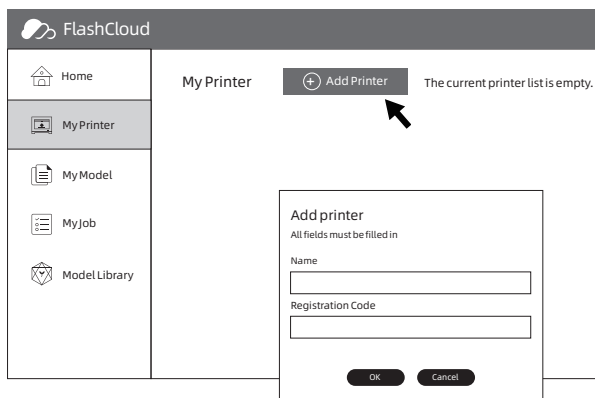 FlashCloud
Home
My Printer
My Model
My Job
Model Library
My Printer
Add Printer
The current printer list is empty.
Add printer
All fields must be filled in
Name
Registration Code
OK
Cancel